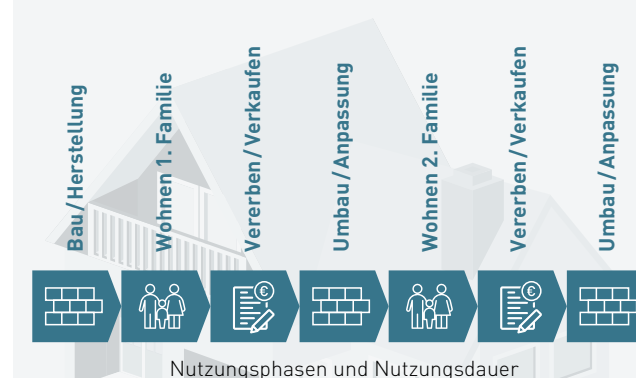 Bau/Herstellung
Wohnen 1. Familie
Vererben/Verkaufen
Umbau/Anpassung
Wohnen 2. Familie
Vererben/Verkaufen
Umbau/Anpassung
€
€
Nutzungsphasen und Nutzungsdauer